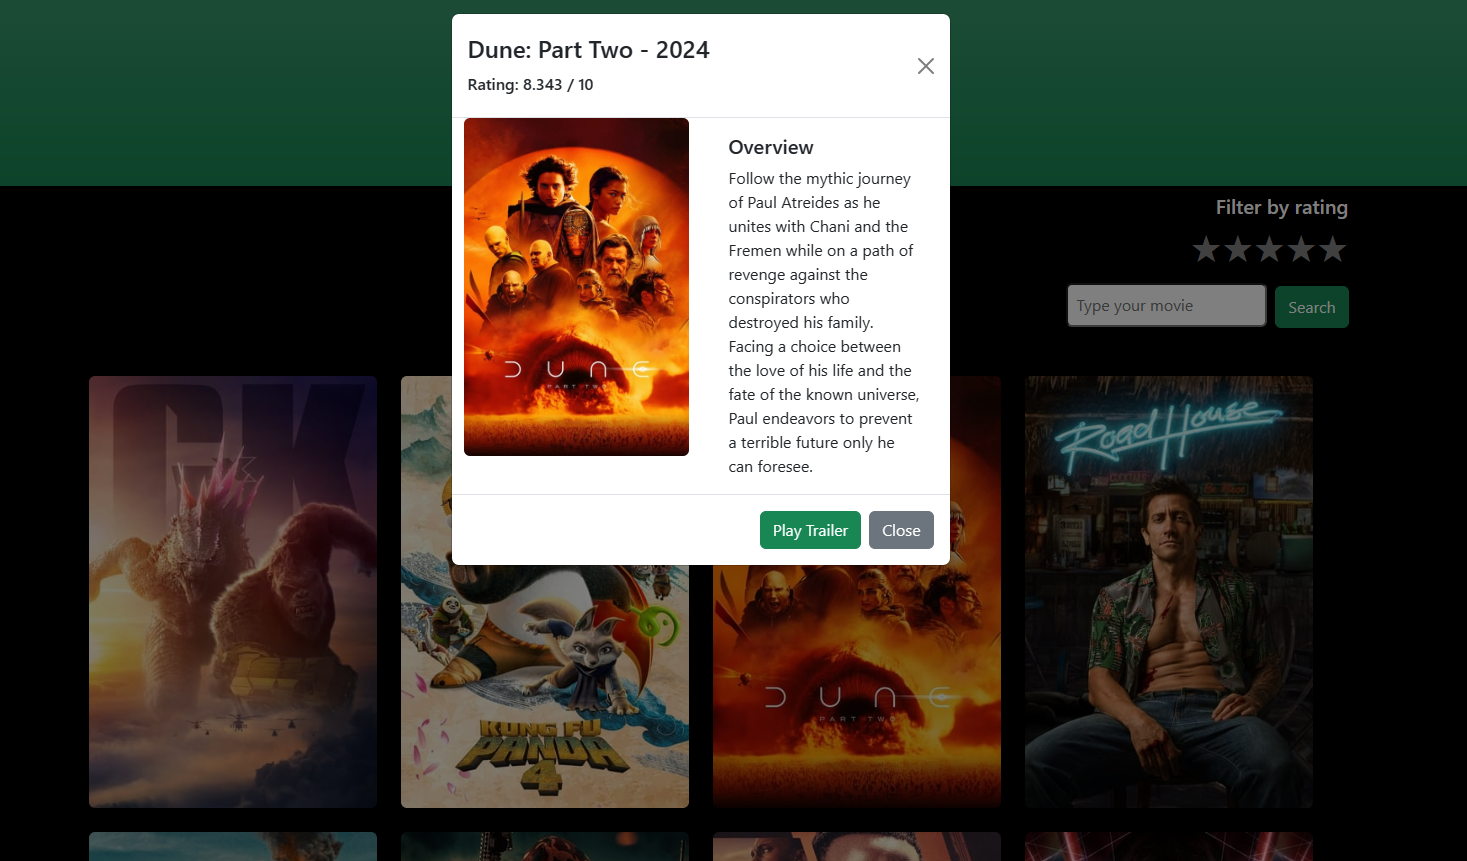 Dune: Part Two - 2024
Rating: 8.343 / 10
DUNE
PART TWO
Overview
Follow the mythic journey
of Paul Atreides as he
unites with Chani and the
Fremen while on a path of
revenge against the
conspirators who
destroyed his family.
Facing a choice between
the love of his life and the
fate of the known universe,
Paul endeavors to prevent
a terrible future only he
can foresee.
Play Trailer
Close
Filter by rating
Type your movie
Search
GK
KUNG FU
PANDA
4
DUNE
PART TWO
Road House